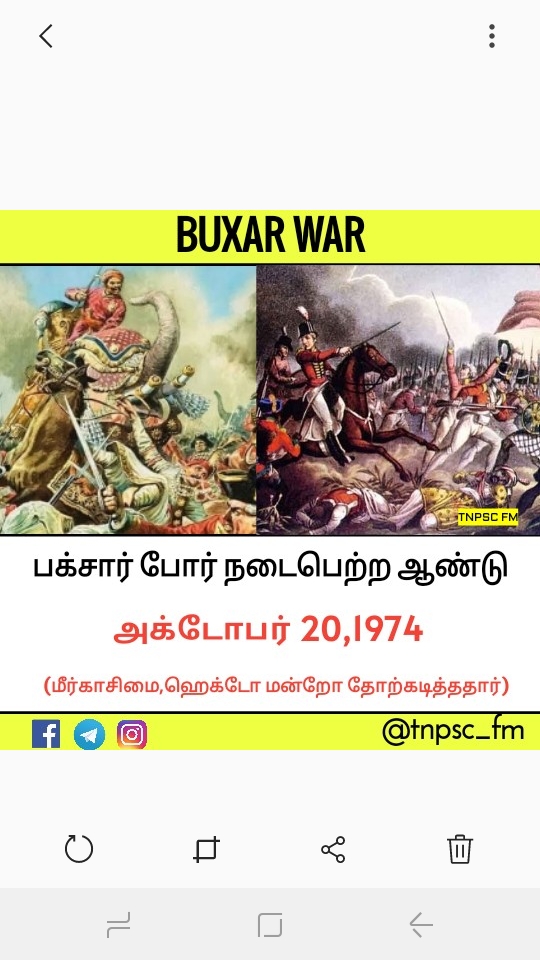 BUXAR WAR
TNPSC FM
பக்சார் போர் நடைபெற்ற ஆண்டு
அக்டோபர் 20,1974
(மீர்காசிமை,ஹெக்டோ மன்றோ தோற்கடித்ததார்)
@tnpsc_fm